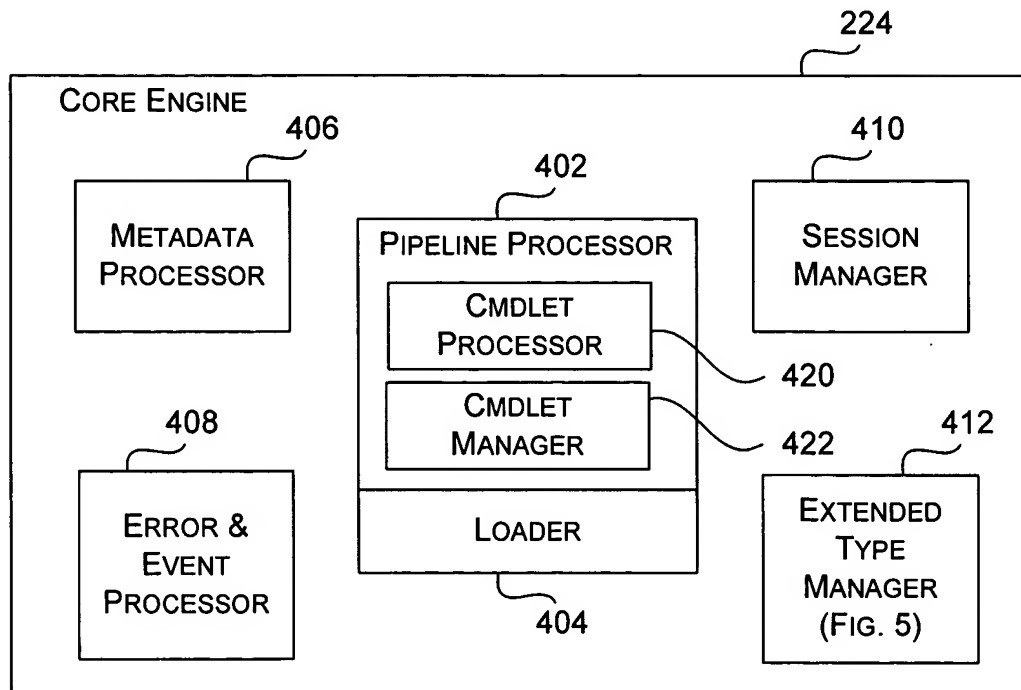 224
CORE ENGINE
406
METADATA
PROCESSOR
402
PIPELINE PROCESSOR
CMDLET
PROCESSOR
420
CMDLET
MANAGER
422
LOADER
404
410
SESSION
MANAGER
408
ERROR &
EVENT
PROCESSOR
412
EXTENDED
TYPE
MANAGER
(FIG. 5)